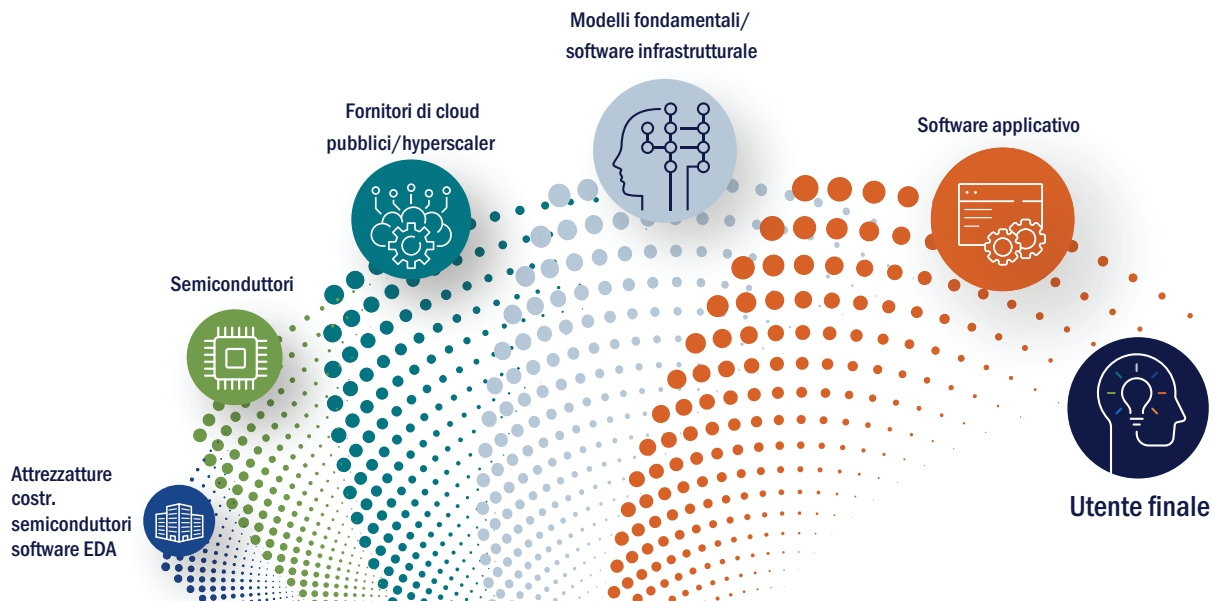 Modelli fondamentali/
software infrastrutturale
Fornitori di cloud
pubblici/hyperscaler
Software applicativo
Semiconduttori
Attrezzature
costr.
semiconduttori
software EDA
Utente finale